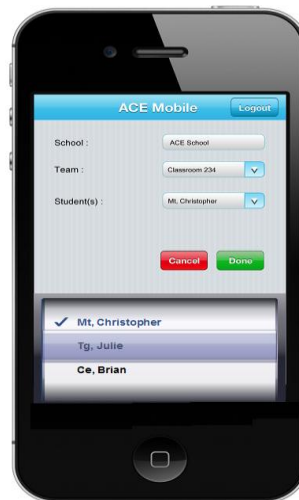 ACE Mobile Logout
School : ACE School
Team : Classroom 234
Student(s) : Mt, Christopher
Cancel Done
Mt, Christopher
Tg, Julie
Ce, Brian